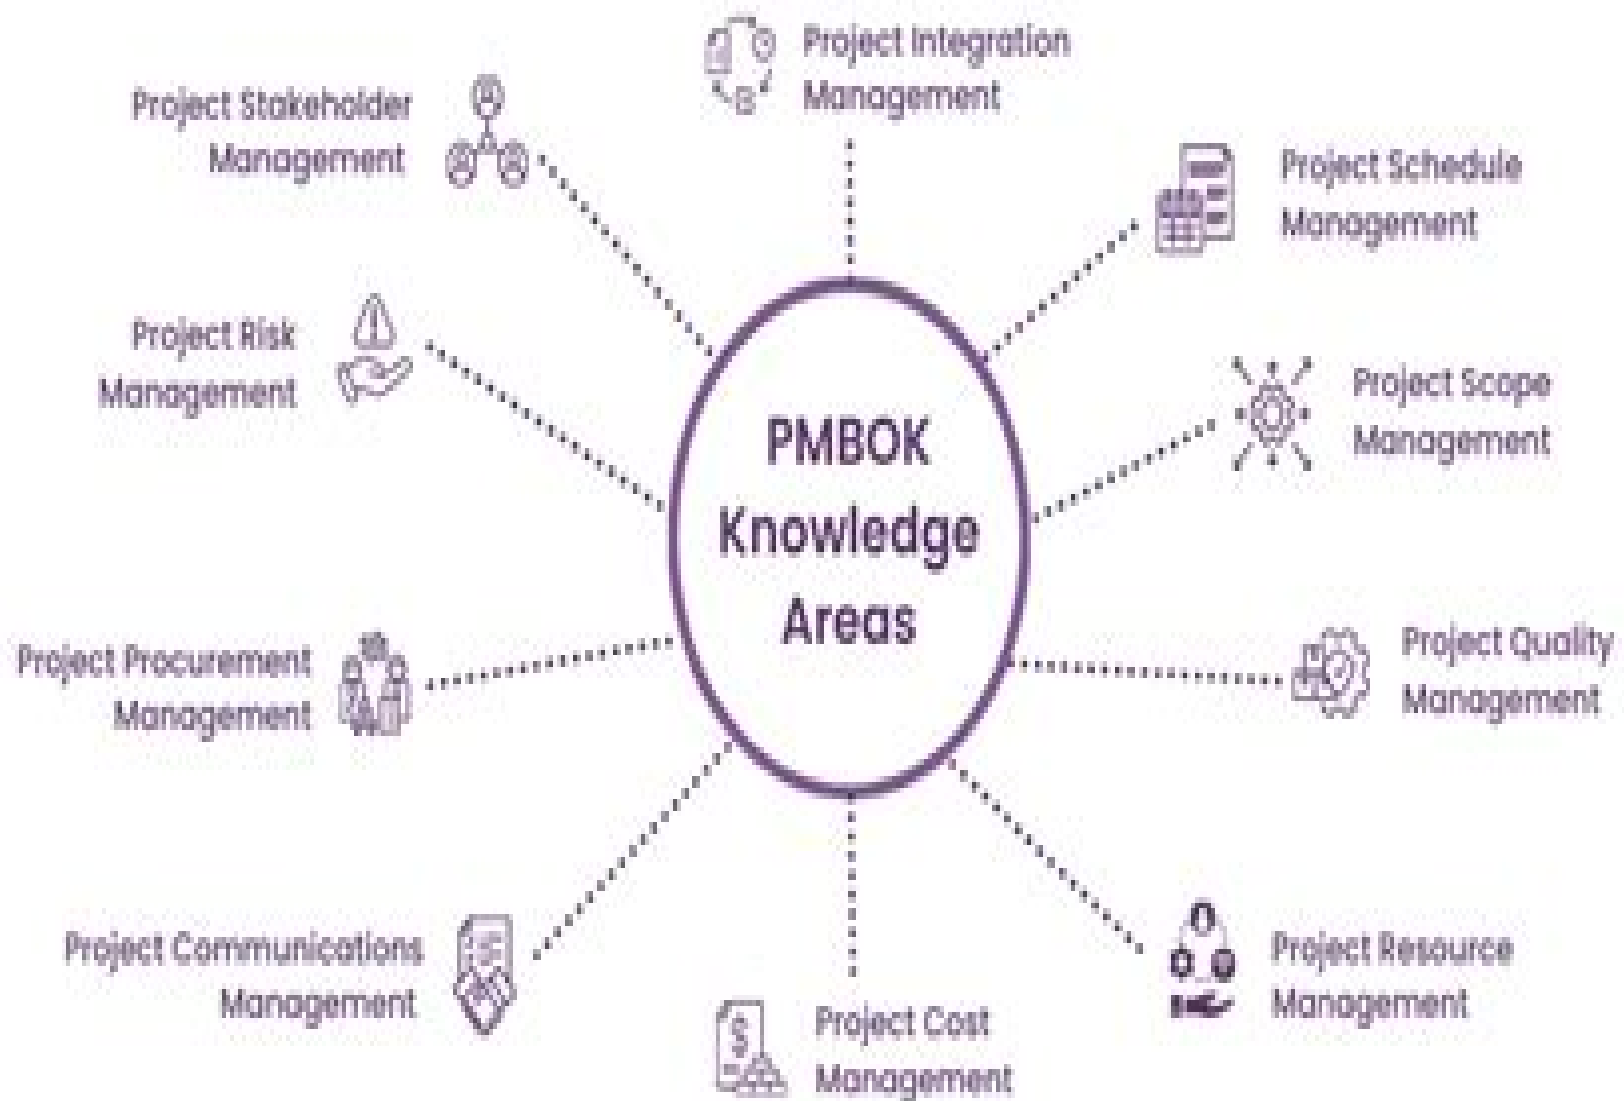 Project Integration
Management
Project Stakeholder
Management
Project Schedule
Management
Project Risk
Management
Project Scope
Management
PMBOK
Knowledge
Areas
Project Procurement
Management
Project Quality
Management
Project Communications
Management
Project Resource
Management
Project Cost
Management